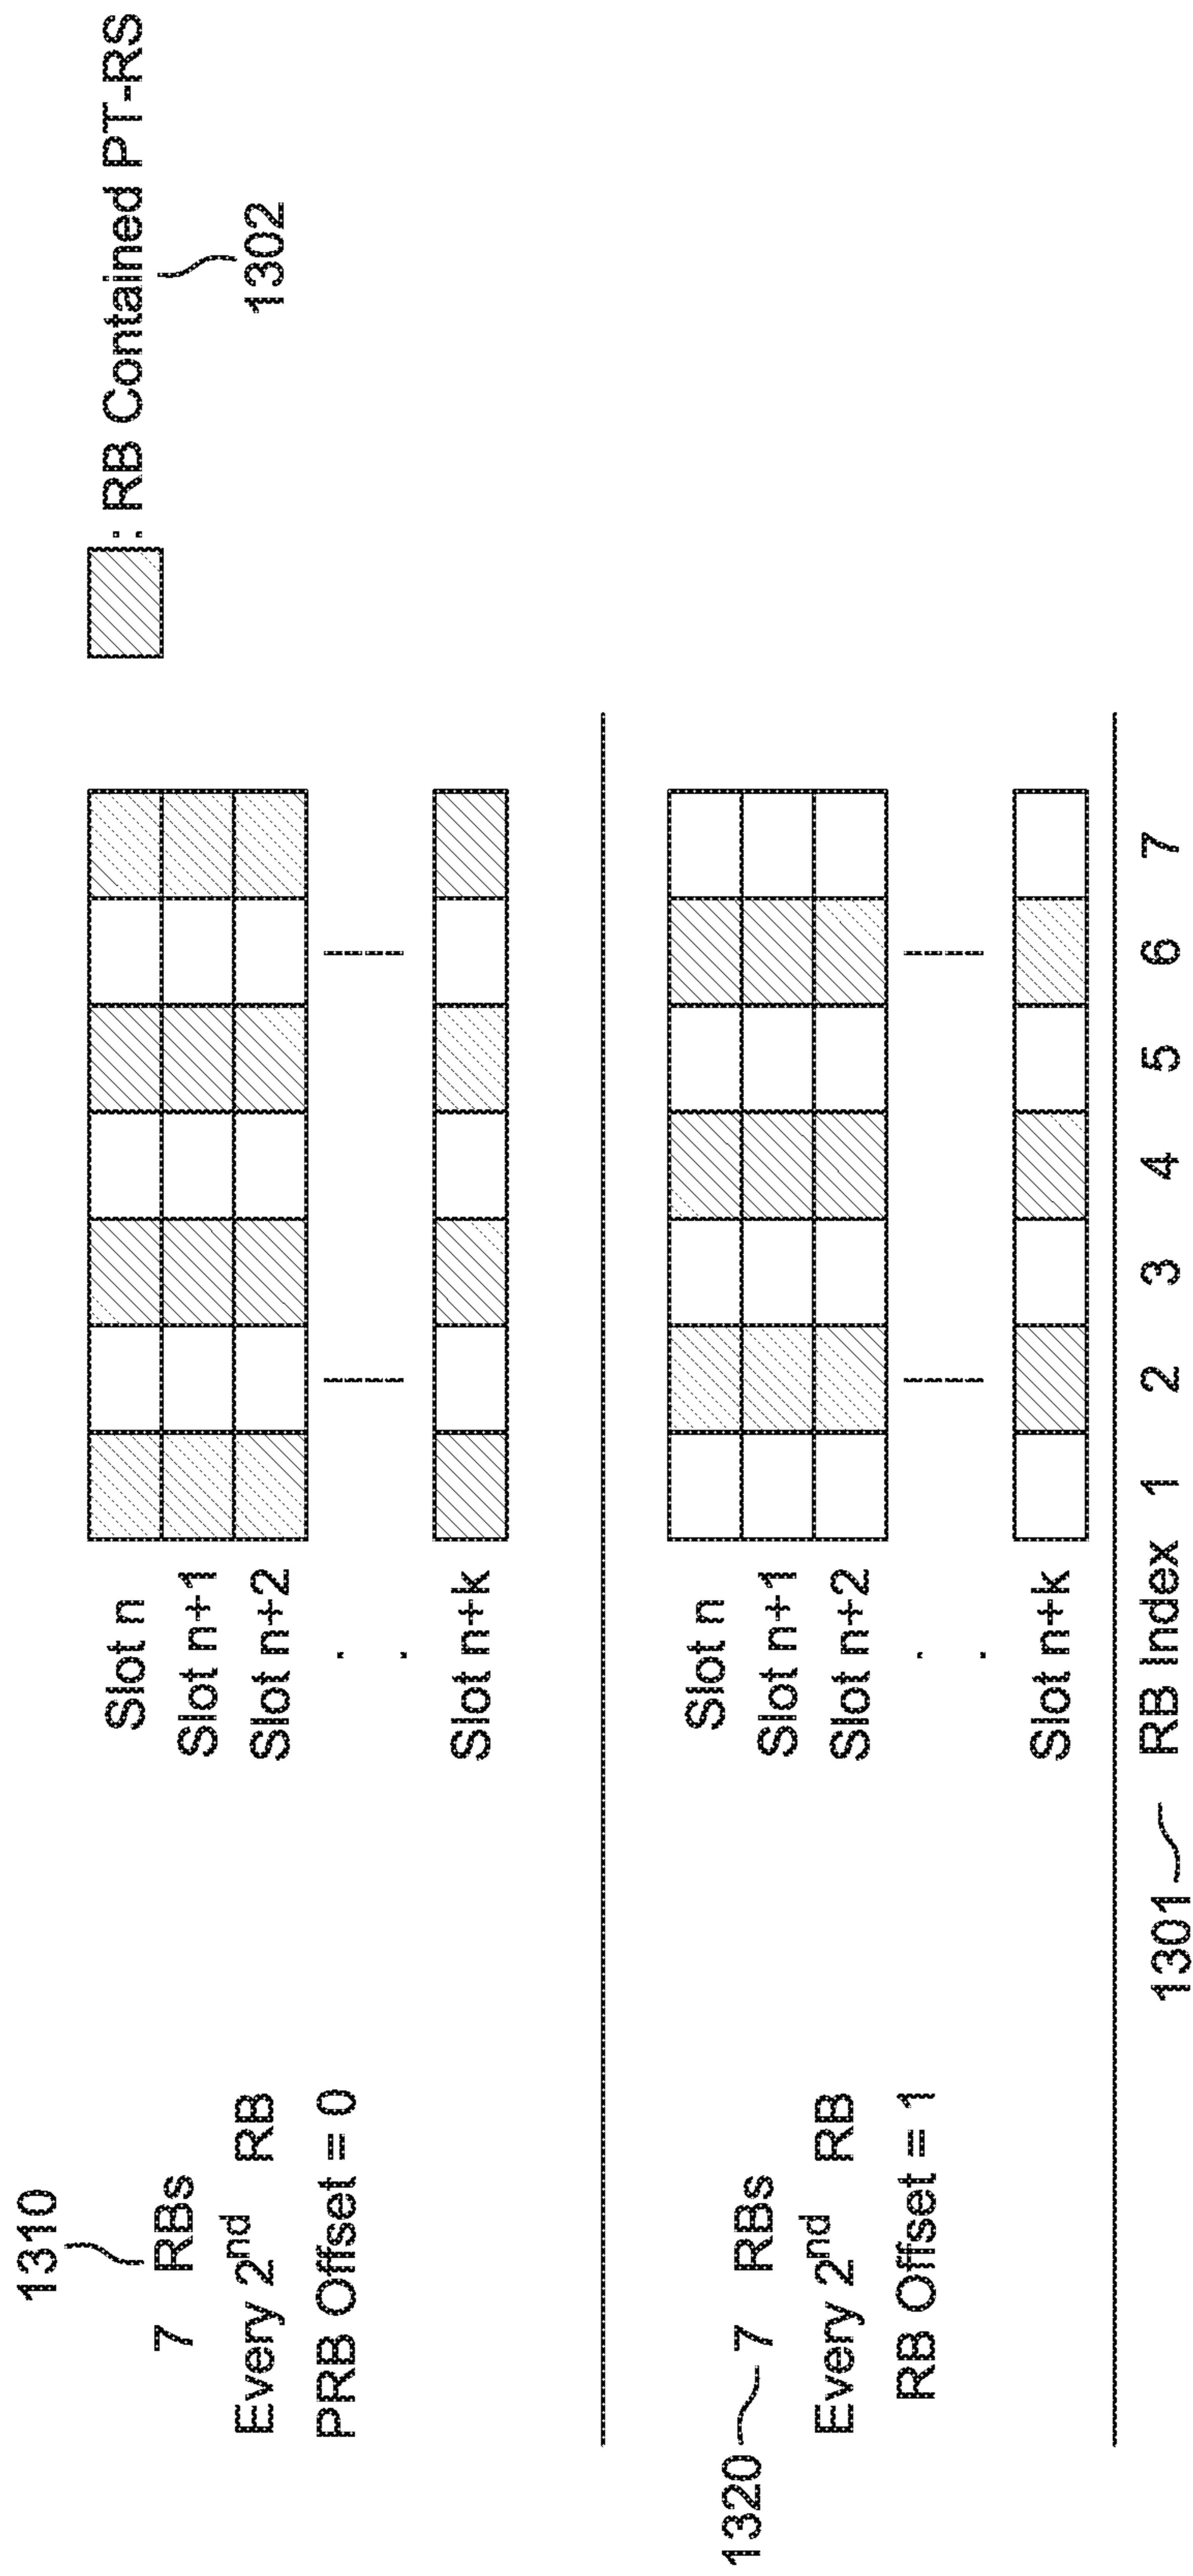 : RB Contained PT-RS
1302
1310
7 RBs
Every 2nd RB
PRB Offset = 0
Slot n
Slot n+1
Slot n+2
.
.
Slot n+k
1320
7 RBs
Every 2nd RB
RB Offset = 1
Slot n
Slot n+1
Slot n+2
.
.
Slot n+k
1301
RB Index 1 2 3 4 5 6 7